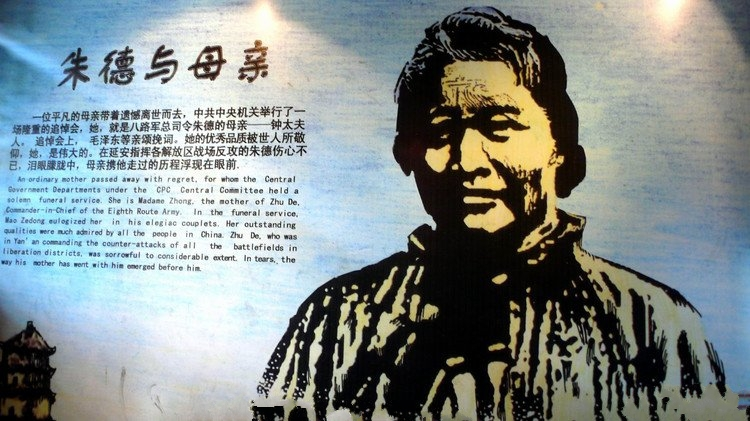 朱德与母亲
一位平凡的母亲带着遗憾离世而去，中共中央机关举行了一
场隆重的追悼会，她，就是八路军总司令朱德的母亲——钟太夫
人。 追悼会上， 毛泽东等亲颂挽词。她的优秀品质被世人所敬
仰，她，是伟大的。在延安指挥各解放区战场反攻的朱德伤心不
已，泪眼朦胧中，母亲携他走过的历程浮现在眼前。
An ordinary mother passed away with regret, for whom the Central
Government Departments under the CPC Central Committee held a
solemn funeral service. She is Madame Zhong, the mother of Zhu De,
Commander-in-Chief of the Eighth Route Army. In the funeral service,
Mao Zedong eulogized her in his elegiac couplets. Her outstanding
qualities were much admired by all the people in China. Zhu De, who was
in Yan'an commanding the counter-attacks of all the battlefields in
liberation districts, was sorrowful to considerable extent. In tears, the
way his mother has went with him emerged before him.